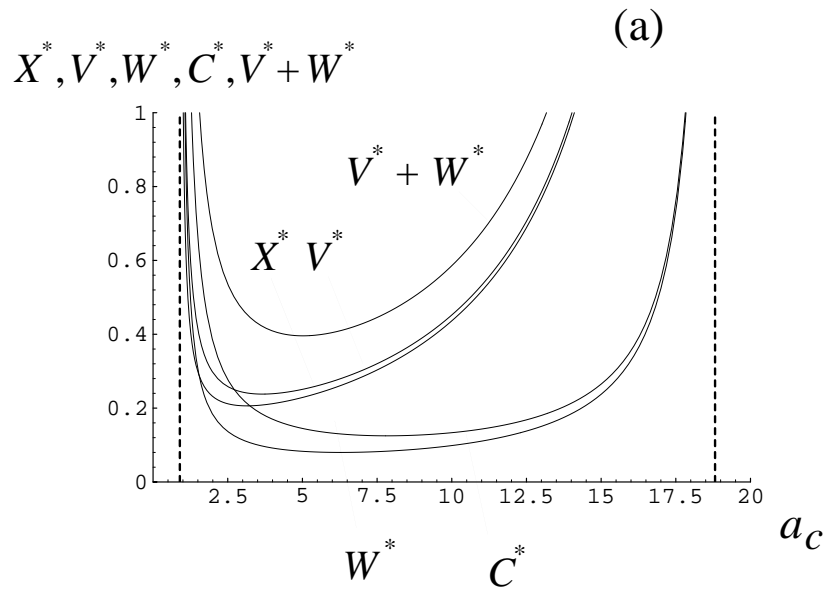 (a)
X*, V*, W*, C*, V* + W*
1
V* + W*
0.8
X* V*
0.6
0.4
0.2
0
2.5 5 7.5 10 12.5 15 17.5 20
a_c
W* C*